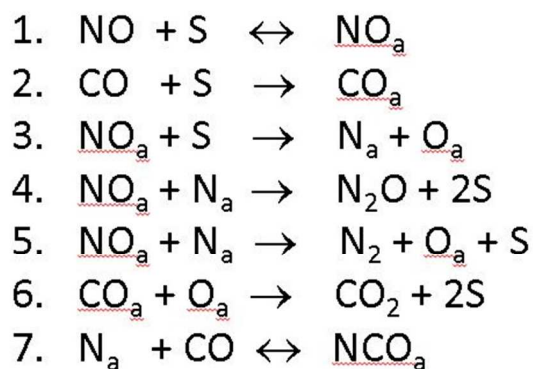 1. NO + S ↔ NOₐ
2. CO + S → COₐ
3. NOₐ + S → Nₐ + Oₐ
4. NOₐ + Nₐ → N₂O + 2S
5. NOₐ + Nₐ → N₂ + Oₐ + S
6. COₐ + Oₐ → CO₂ + 2S
7. Nₐ + CO ↔ NCOₐ